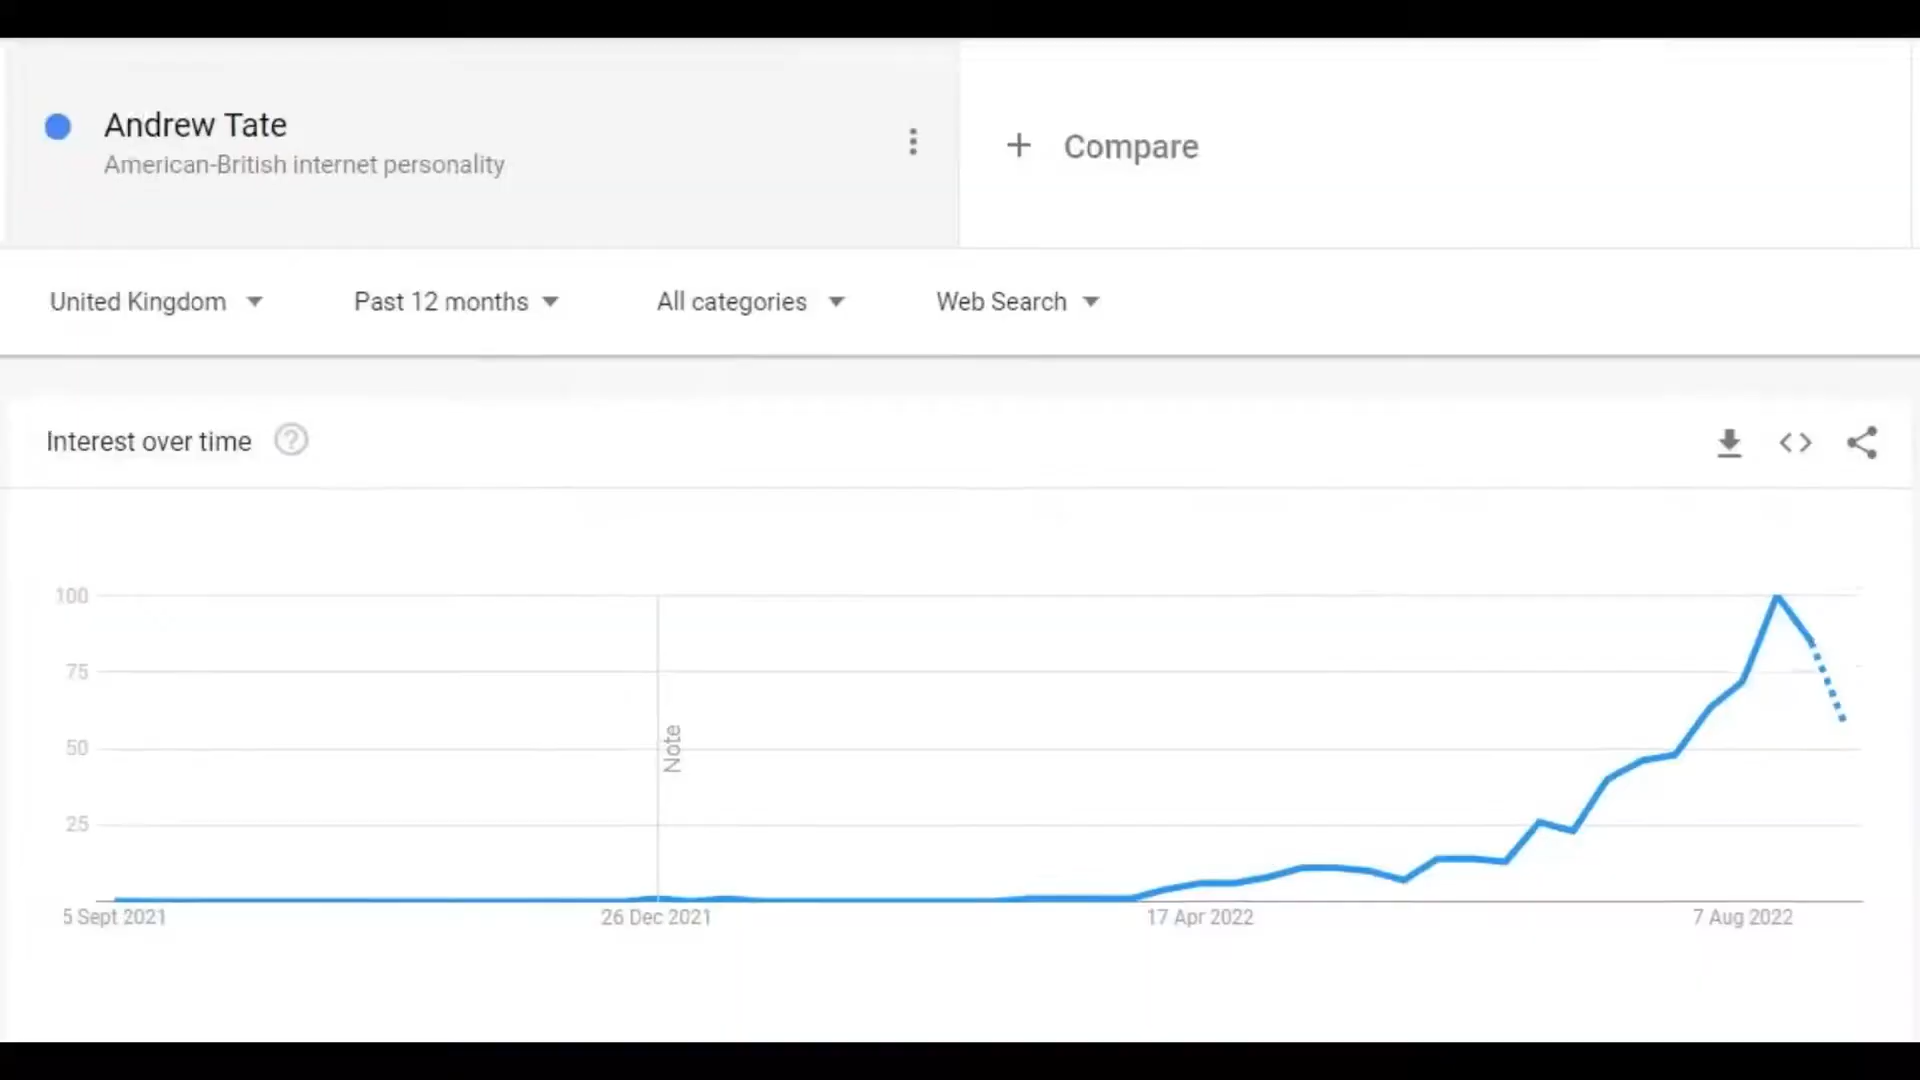 Andrew Tate
American-British internet personality
+ Compare
United Kingdom
Past 12 months
All categories
Web Search
Interest over time ?
100
75
50
25
Note
5 Sept 2021
26 Dec 2021
17 Apr 2022
7 Aug 2022